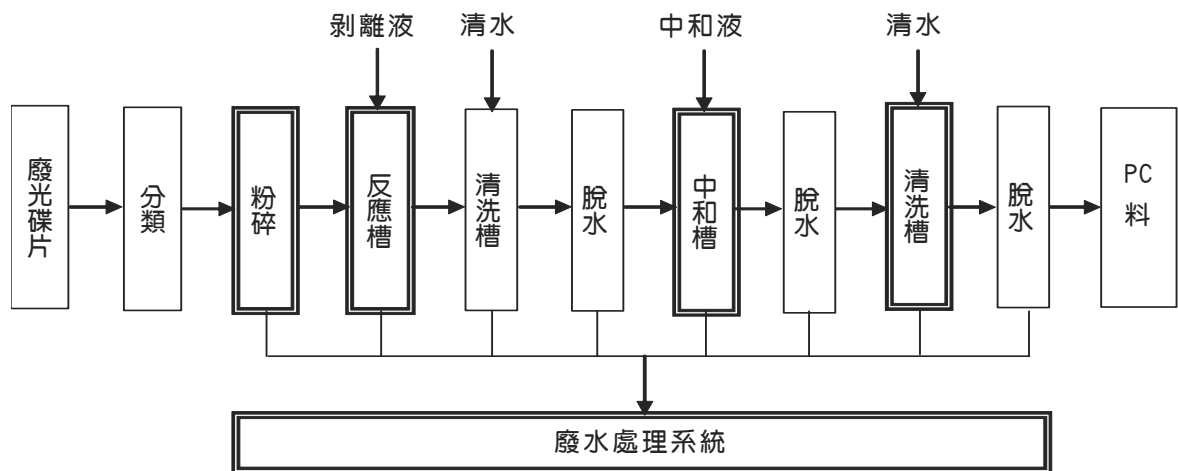 剝離液
清水
中和液
清水
廢光碟片
分類
粉碎
反應槽
清洗槽
脫水
中和槽
脫水
清洗槽
脫水
PC
料
廢水處理系統